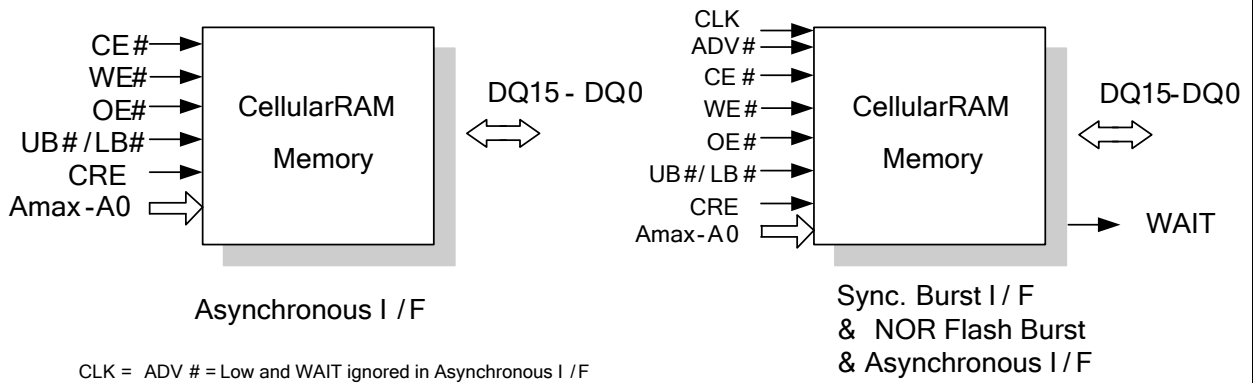 CE#
WE#
OE#
UB#/LB#
CRE
Amax-A0
CellularRAM
Memory
DQ15 - DQ0
Asynchronous I / F
CLK
ADV#
CE #
WE#
OE#
UB#/LB #
CRE
Amax-A0
CellularRAM
Memory
DQ15-DQ0
WAIT
Sync. Burst I / F
& NOR Flash Burst
& Asynchronous I / F
CLK = ADV # = Low and WAIT ignored in Asynchronous I / F